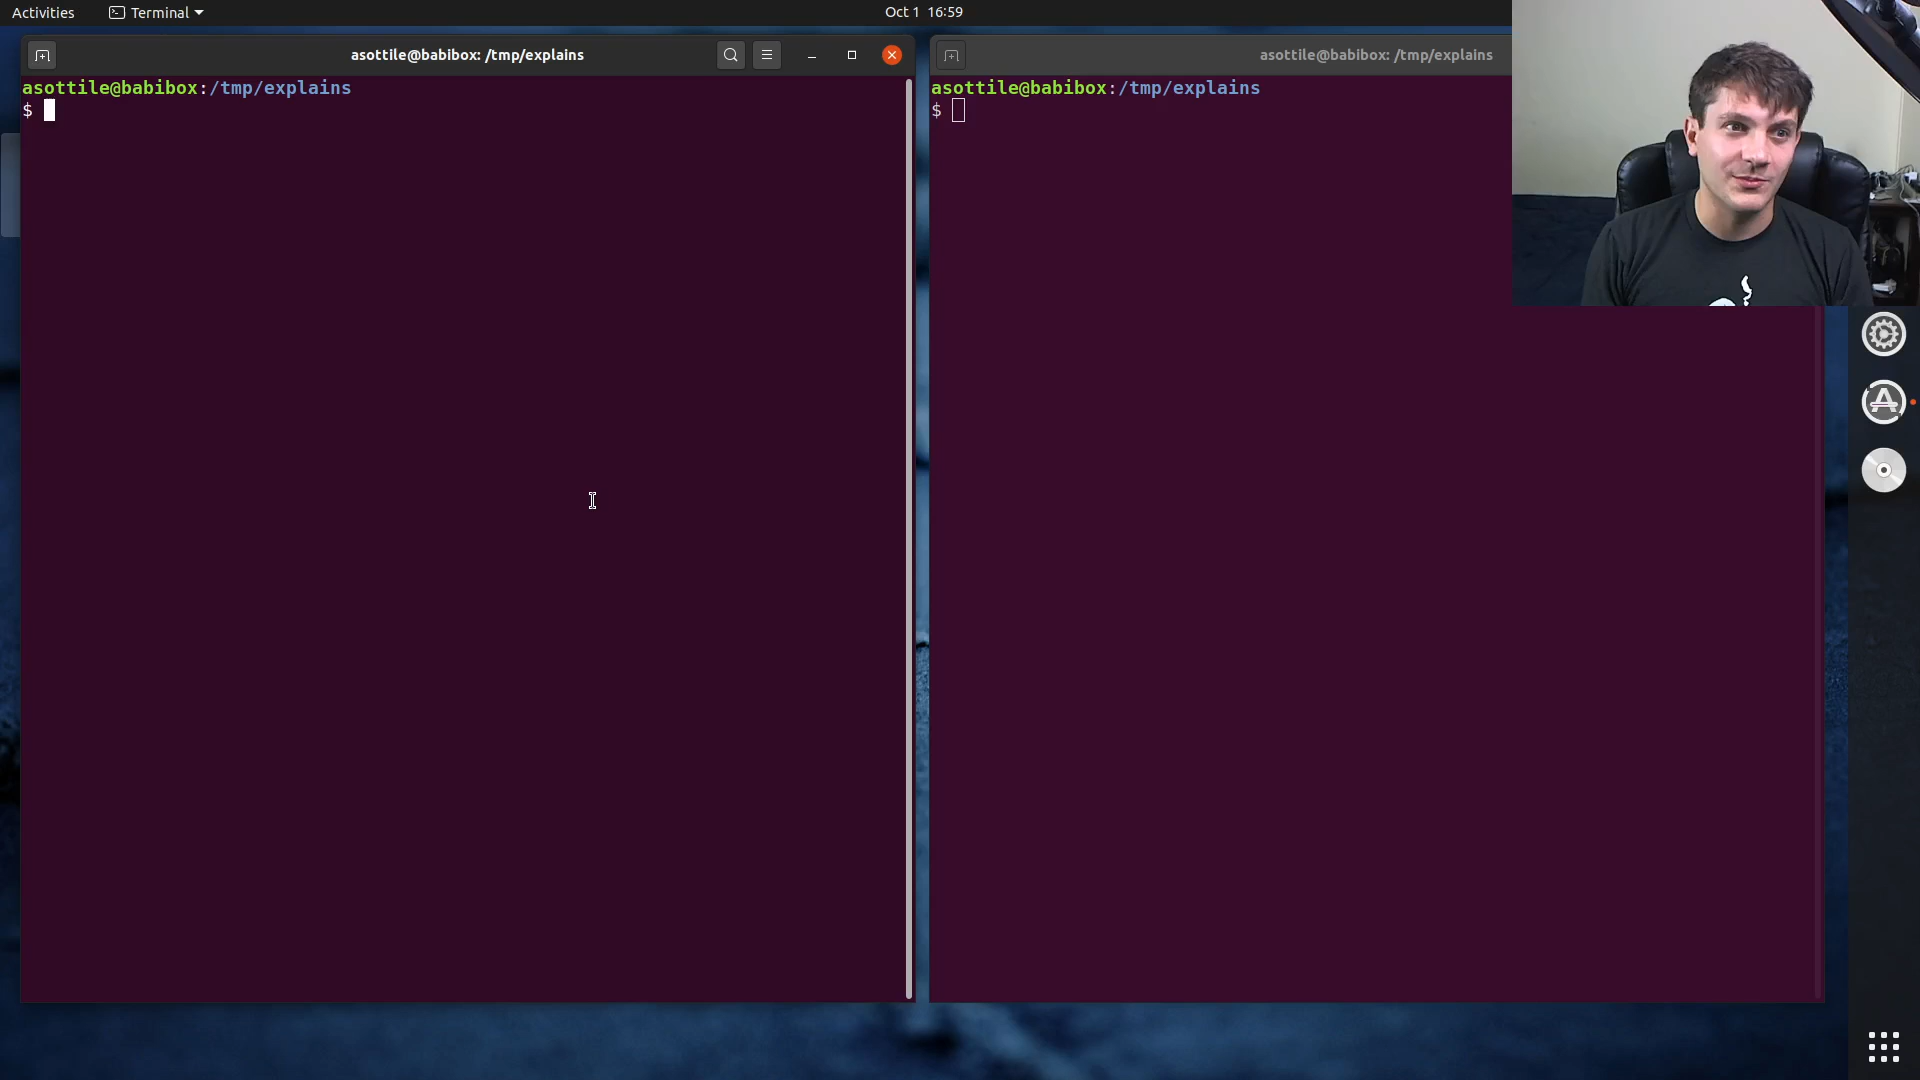 Activities
Terminal
Oct 1 16:59
asottile@babibox: /tmp/explains
asottile@babibox:/tmp/explains
$
asottile@babibox: /tmp/explains
asottile@babibox:/tmp/explains
$